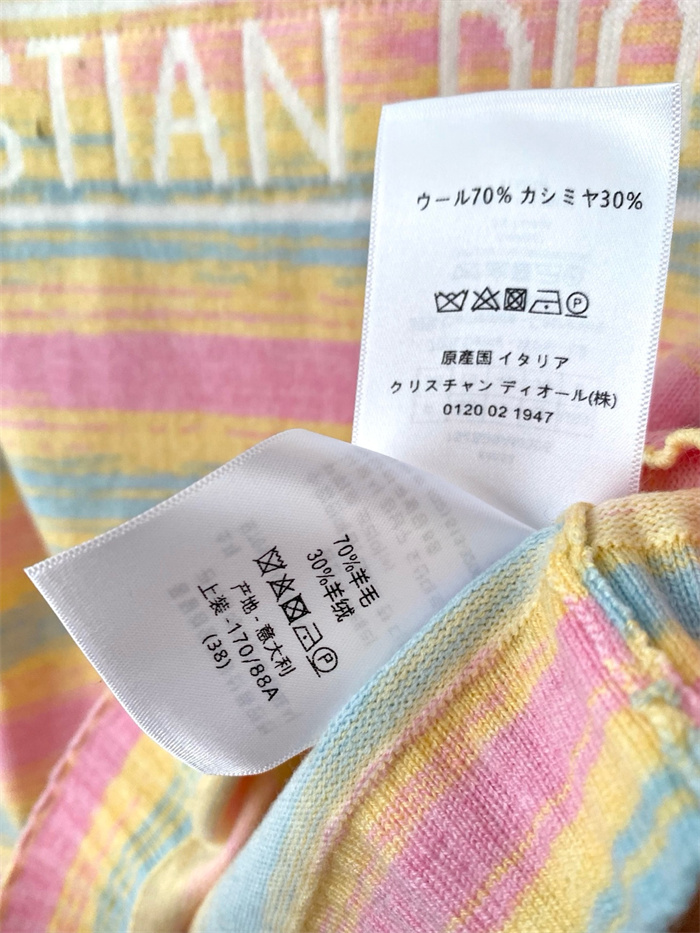 STIAN DIO
ウール70% カシミヤ30%
P
原産国 イタリア
クリスチャン ディオール(株)
0120 02 1947
70%羊毛
30%羊绒
P
产地 - 意大利
上装 -170/88A
(38)